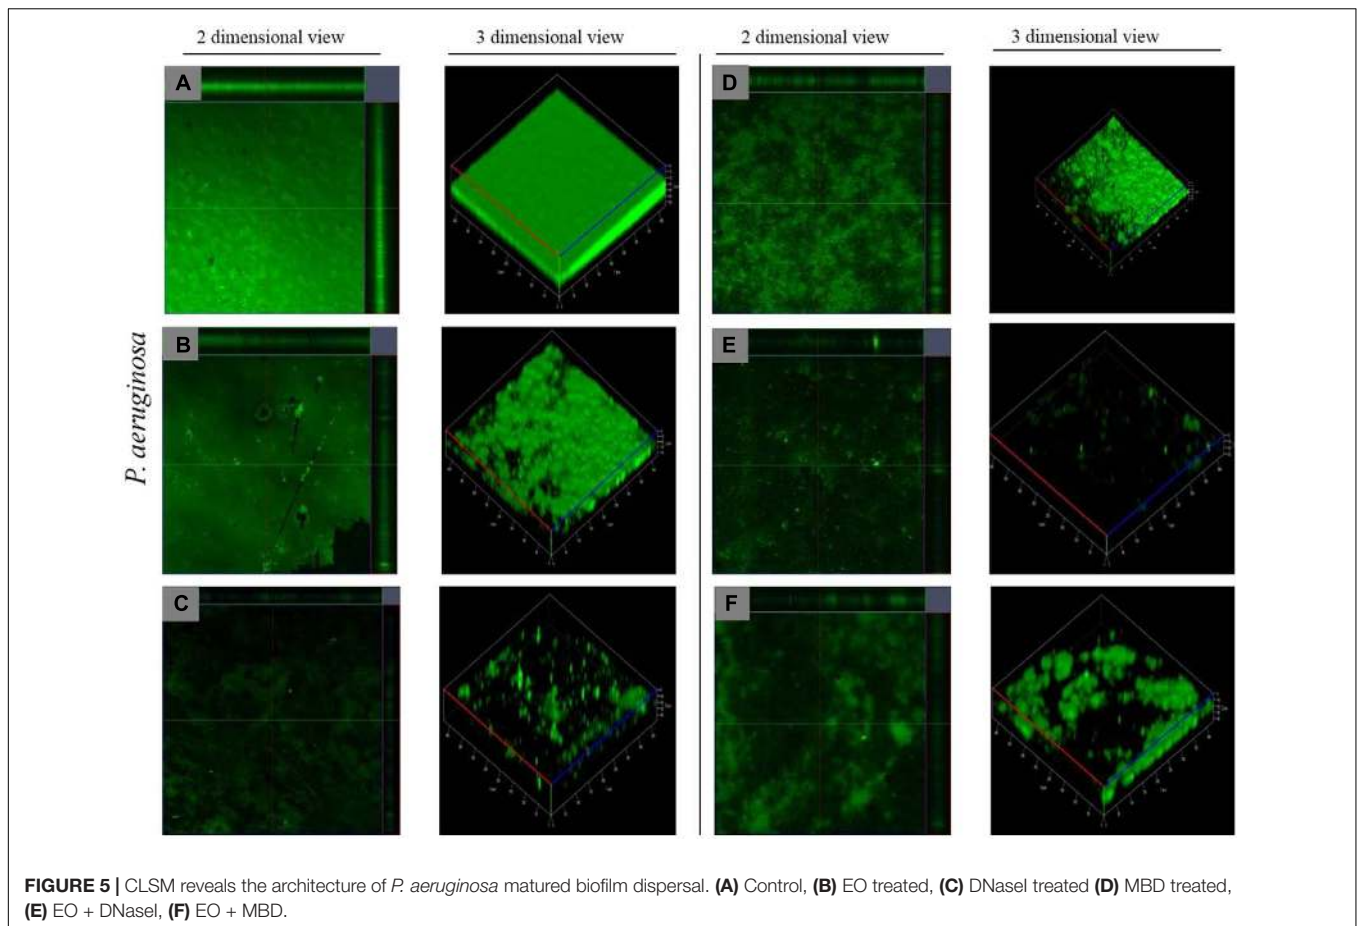 2 dimensional view
3 dimensional view
2 dimensional view
3 dimensional view
A
D
P. aeruginosa
B
E
C
F
FIGURE 5 | CLSM reveals the architecture of P. aeruginosa matured biofilm dispersal. (A) Control, (B) EO treated, (C) DNaseI treated (D) MBD treated,
(E) EO + DNaseI, (F) EO + MBD.